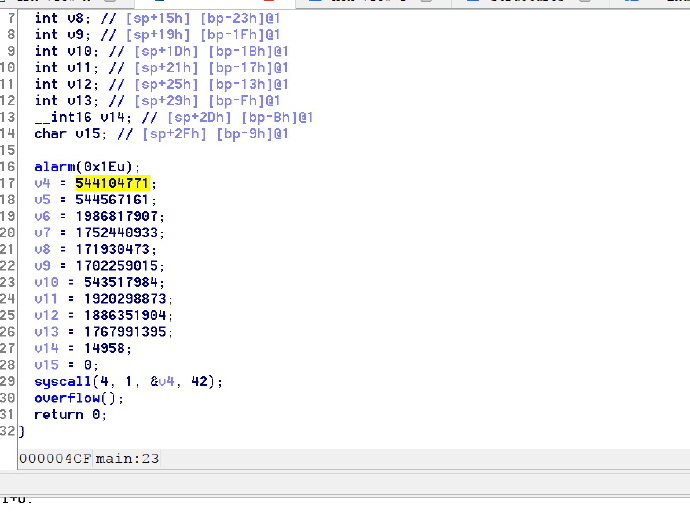 7 int v8; // [sp+15h] [bp-23h]@1
8 int v9; // [sp+19h] [bp-1Fh]@1
9 int v10; // [sp+1Dh] [bp-1Bh]@1
10 int v11; // [sp+21h] [bp-17h]@1
11 int v12; // [sp+25h] [bp-13h]@1
12 int v13; // [sp+29h] [bp-Fh]@1
13 __int16 v14; // [sp+2Dh] [bp-Bh]@1
14 char v15; // [sp+2Fh] [bp-9h]@1
15
16 alarm(0x1Eu);
17 v4 = 544104771;
18 v5 = 544567161;
19 v6 = 1986817907;
20 v7 = 1752440933;
21 v8 = 171930473;
22 v9 = 1702259015;
23 v10 = 543517984;
24 v11 = 1920298873;
25 v12 = 1886351904;
26 v13 = 1767991395;
27 v14 = 14958;
28 v15 = 0;
29 syscall(4, 1, &v4, 42);
30 overflow();
31 return 0;
32 }
000004CF main:23